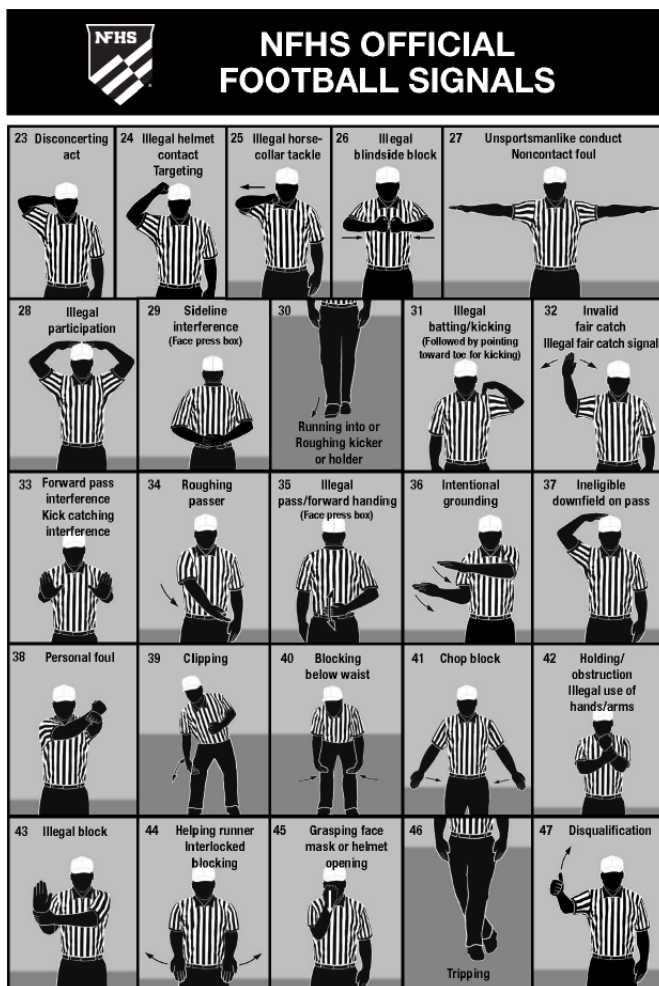 NFHS
NFHS OFFICIAL
FOOTBALL SIGNALS
23 Disconcerting
act
24 Illegal helmet
contact
Targeting
25 Illegal horse-
collar tackle
26 Illegal
blindside block
27 Unsportsmanlike conduct
Noncontact foul
28 Illegal
participation
29 Sideline
interference
(Face press box)
30
Running into or
Roughing kicker
or holder
31 Illegal
batting/kicking
(Followed by pointing
toward toe for kicking)
32 Invalid
fair catch
Illegal fair catch signal
33 Forward pass
interference
Kick catching
interference
34 Roughing
passer
35 Illegal
pass/forward handing
(Face press box)
36 Intentional
grounding
37 Ineligible
downfield on pass
38 Personal foul
39 Clipping
40 Blocking
below waist
41 Chop block
42 Holding/
obstruction
Illegal use of
hands/arms
43 Illegal block
44 Helping runner
Interlocked
blocking
45 Grasping face
mask or helmet
opening
46
Tripping
47 Disqualification